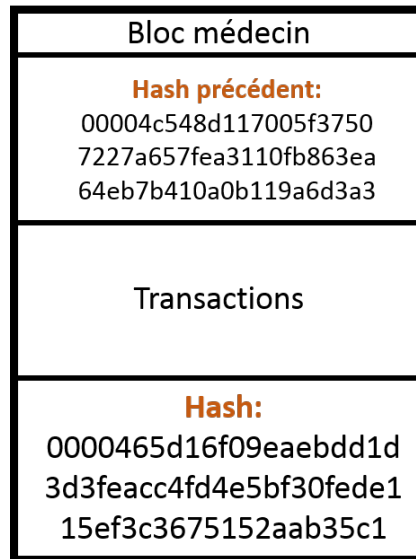 Bloc médecin
Hash précédent:
00004c548d117005f3750
7227a657fea3110fb863ea
64eb7b410a0b119a6d3a3
Transactions
Hash:
0000465d16f09eaebdd1d
3d3feacc4fd4e5bf30fede1
15ef3c3675152aab35c1